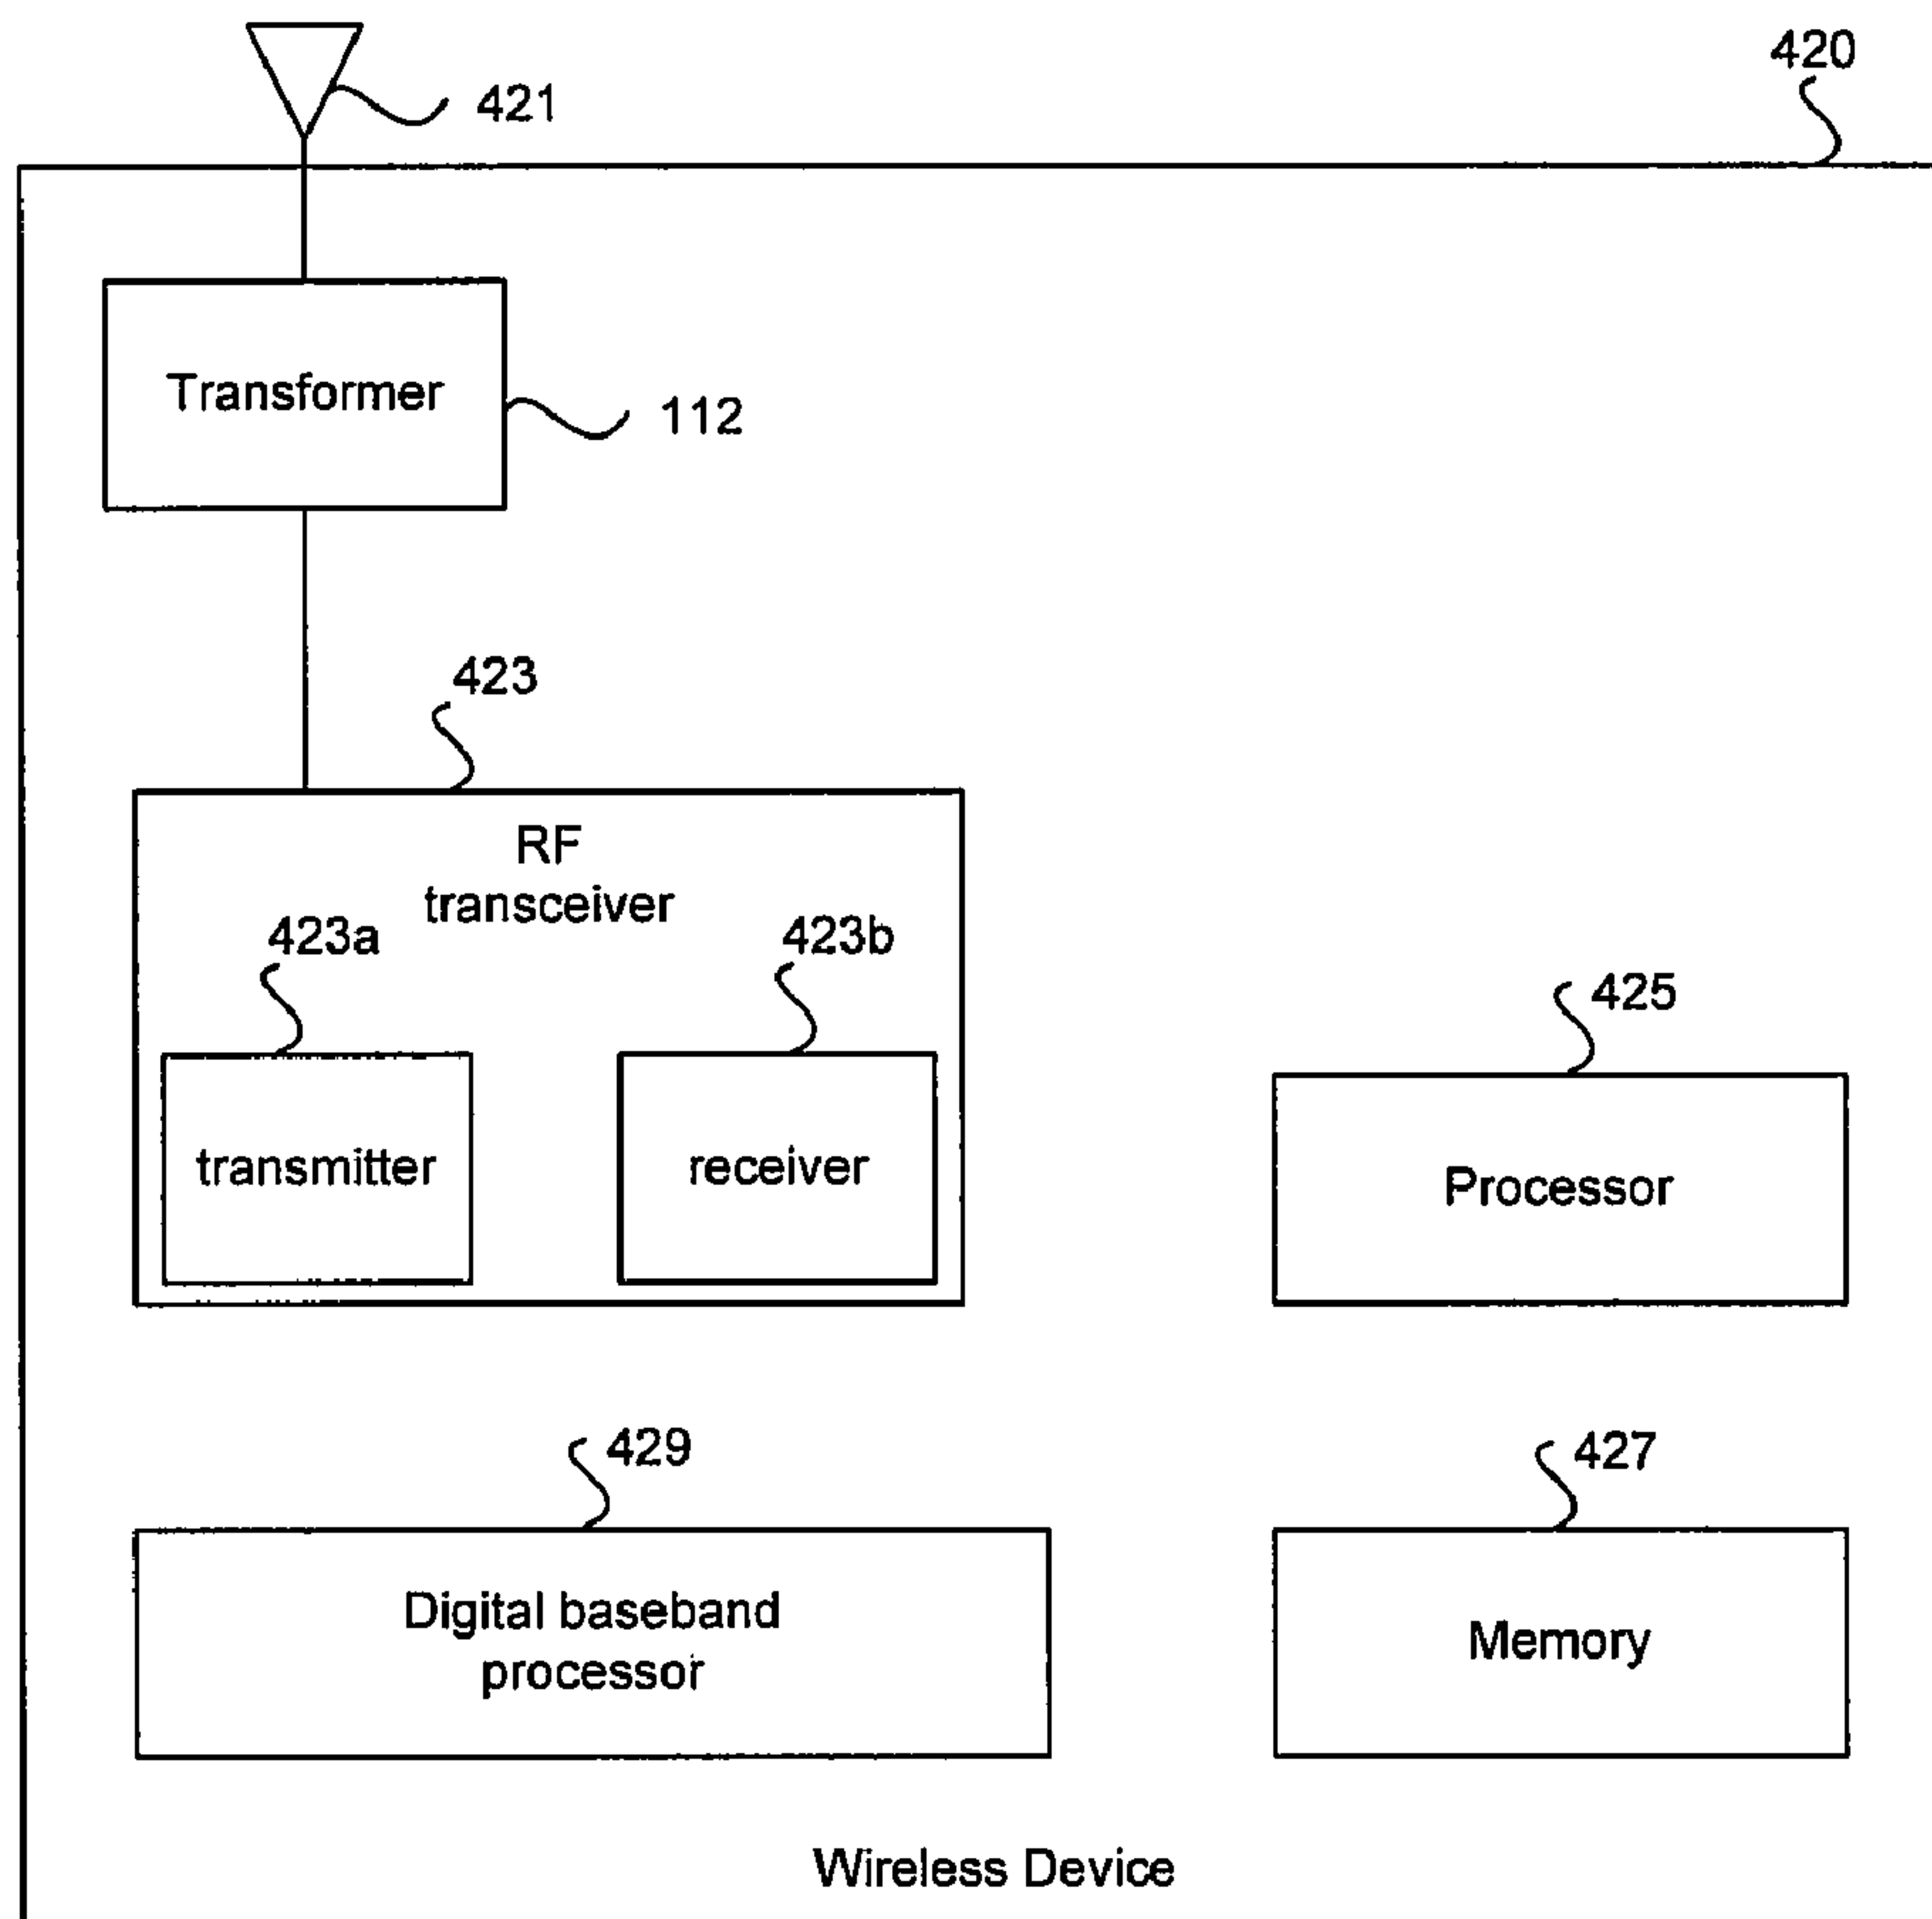 420
421
Transformer
112
423
RF
transceiver
423a
423b
425
transmitter
receiver
Processor
429
427
Digital baseband
processor
Memory
Wireless Device